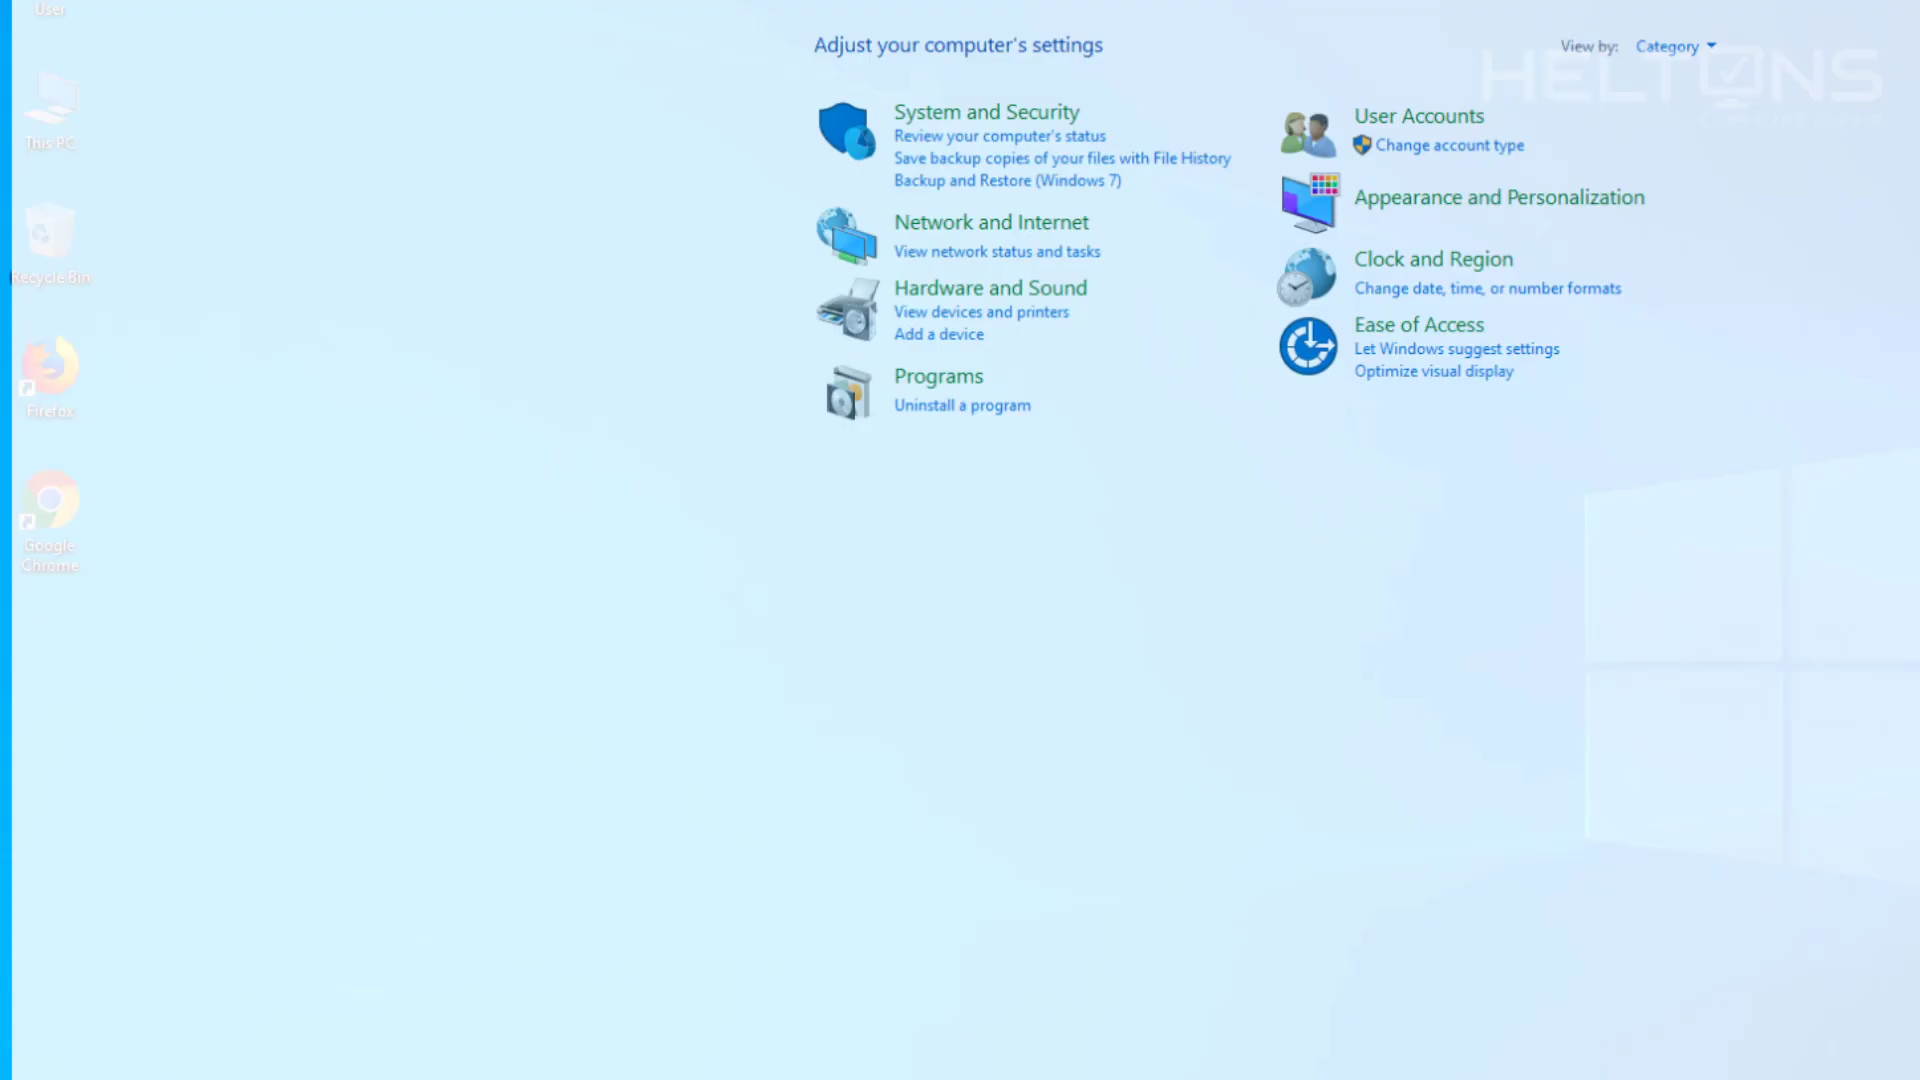 User
This PC
Recycle Bin
Firefox
Google
Chrome
Adjust your computer's settings
View by: Category
HELTONS
System and Security
Review your computer's status
Save backup copies of your files with File History
Backup and Restore (Windows 7)
Network and Internet
View network status and tasks
Hardware and Sound
View devices and printers
Add a device
Programs
Uninstall a program
User Accounts
Change account type
Appearance and Personalization
Clock and Region
Change date, time, or number formats
Ease of Access
Let Windows suggest settings
Optimize visual display